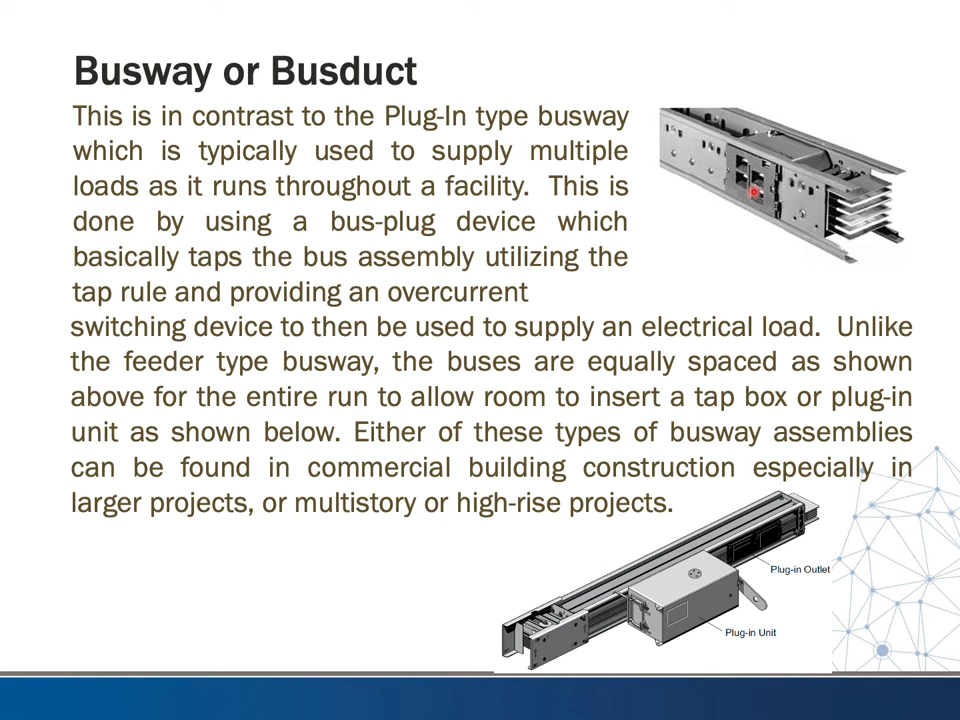 Busway or Busduct
This is in contrast to the Plug-In type busway
which is typically used to supply multiple
loads as it runs throughout a facility. This is
done by using a bus-plug device which
basically taps the bus assembly utilizing the
tap rule and providing an overcurrent
switching device to then be used to supply an electrical load. Unlike
the feeder type busway, the buses are equally spaced as shown
above for the entire run to allow room to insert a tap box or plug-in
unit as shown below. Either of these types of busway assemblies
can be found in commercial building construction especially in
larger projects, or multistory or high-rise projects.
Plug-in Outlet
Plug-in Unit